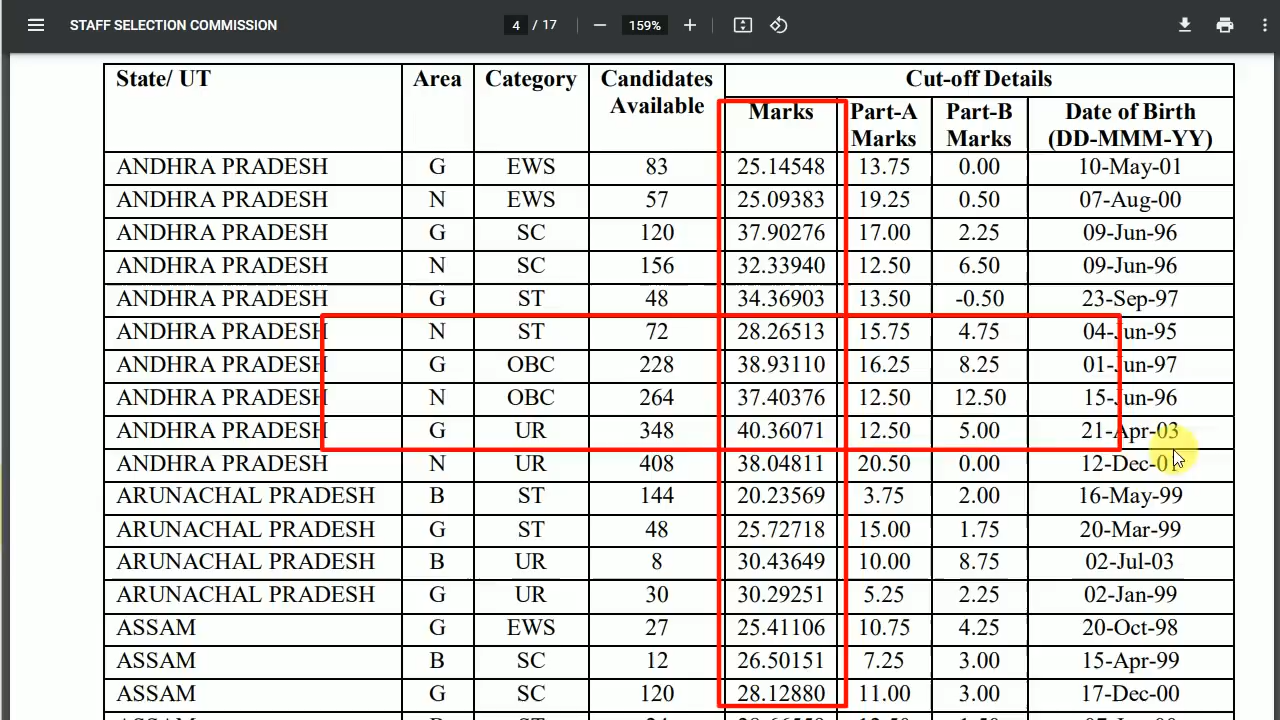 STAFF SELECTION COMMISSION 4 / 17 159%
State/ UT Area Category Candidates Available Cut-off Details
Marks Part-A Marks Part-B Marks Date of Birth (DD-MMM-YY)
ANDHRA PRADESH G EWS 83 25.14548 13.75 0.00 10-May-01
ANDHRA PRADESH N EWS 57 25.09383 19.25 0.50 07-Aug-00
ANDHRA PRADESH G SC 120 37.90276 17.00 2.25 09-Jun-96
ANDHRA PRADESH N SC 156 32.33940 12.50 6.50 09-Jun-96
ANDHRA PRADESH G ST 48 34.36903 13.50 -0.50 23-Sep-97
ANDHRA PRADESH N ST 72 28.26513 15.75 4.75 04-Jun-95
ANDHRA PRADESH G OBC 228 38.93110 16.25 8.25 01-Jun-97
ANDHRA PRADESH N OBC 264 37.40376 12.50 12.50 15-Jun-96
ANDHRA PRADESH G UR 348 40.36071 12.50 5.00 21-Apr-03
ANDHRA PRADESH N UR 408 38.04811 20.50 0.00
ARUNACHAL PRADESH B ST 144 20.23569 3.75 2.00 16-May-99
ARUNACHAL PRADESH G ST 48 25.72718 15.00 1.75 20-Mar-99
ARUNACHAL PRADESH B UR 8 30.43649 10.00 8.75 02-Jul-03
ARUNACHAL PRADESH G UR 30 30.29251 5.25 2.25 02-Jan-99
ASSAM G EWS 27 25.41106 10.75 4.25 20-Oct-98
ASSAM B SC 12 26.50151 7.25 3.00 15-Apr-99
ASSAM G SC 120 28.12880 11.00 3.00 17-Dec-00